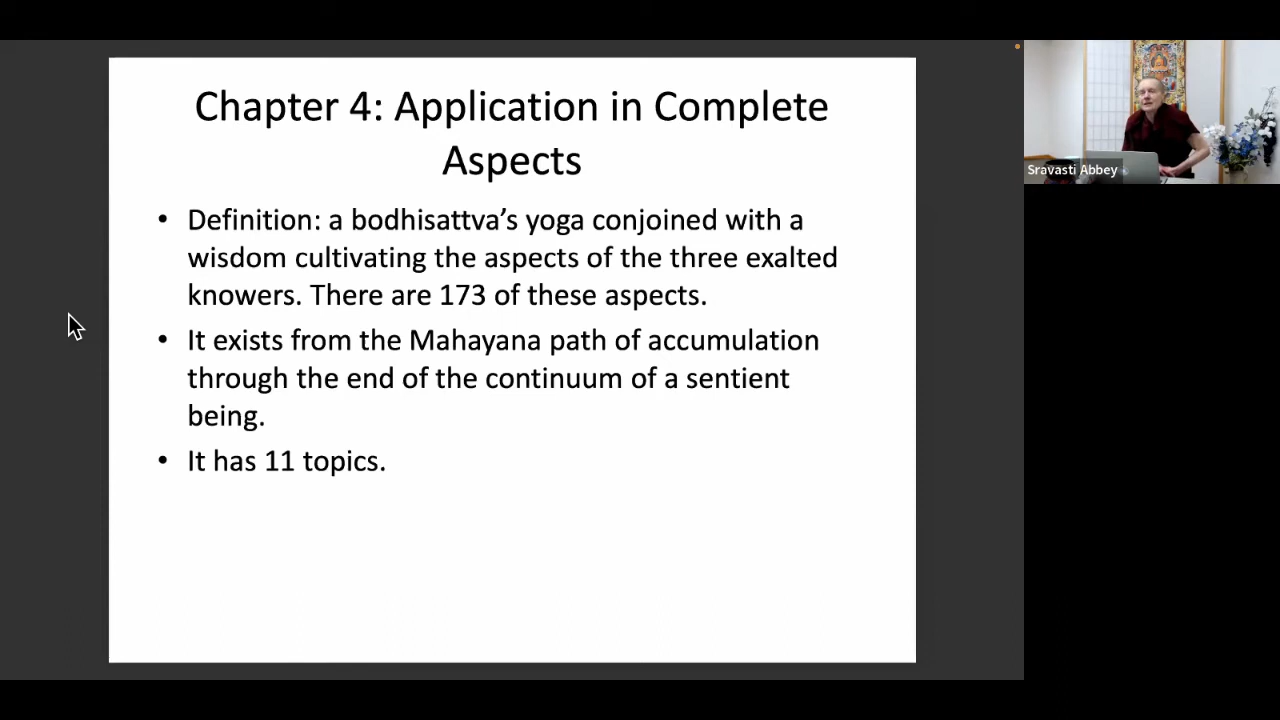 Chapter 4: Application in Complete
Aspects
• Definition: a bodhisattva’s yoga conjoined with a
wisdom cultivating the aspects of the three exalted
knowers. There are 173 of these aspects.
• It exists from the Mahayana path of accumulation
through the end of the continuum of a sentient
being.
• It has 11 topics.
Sravasti Abbey